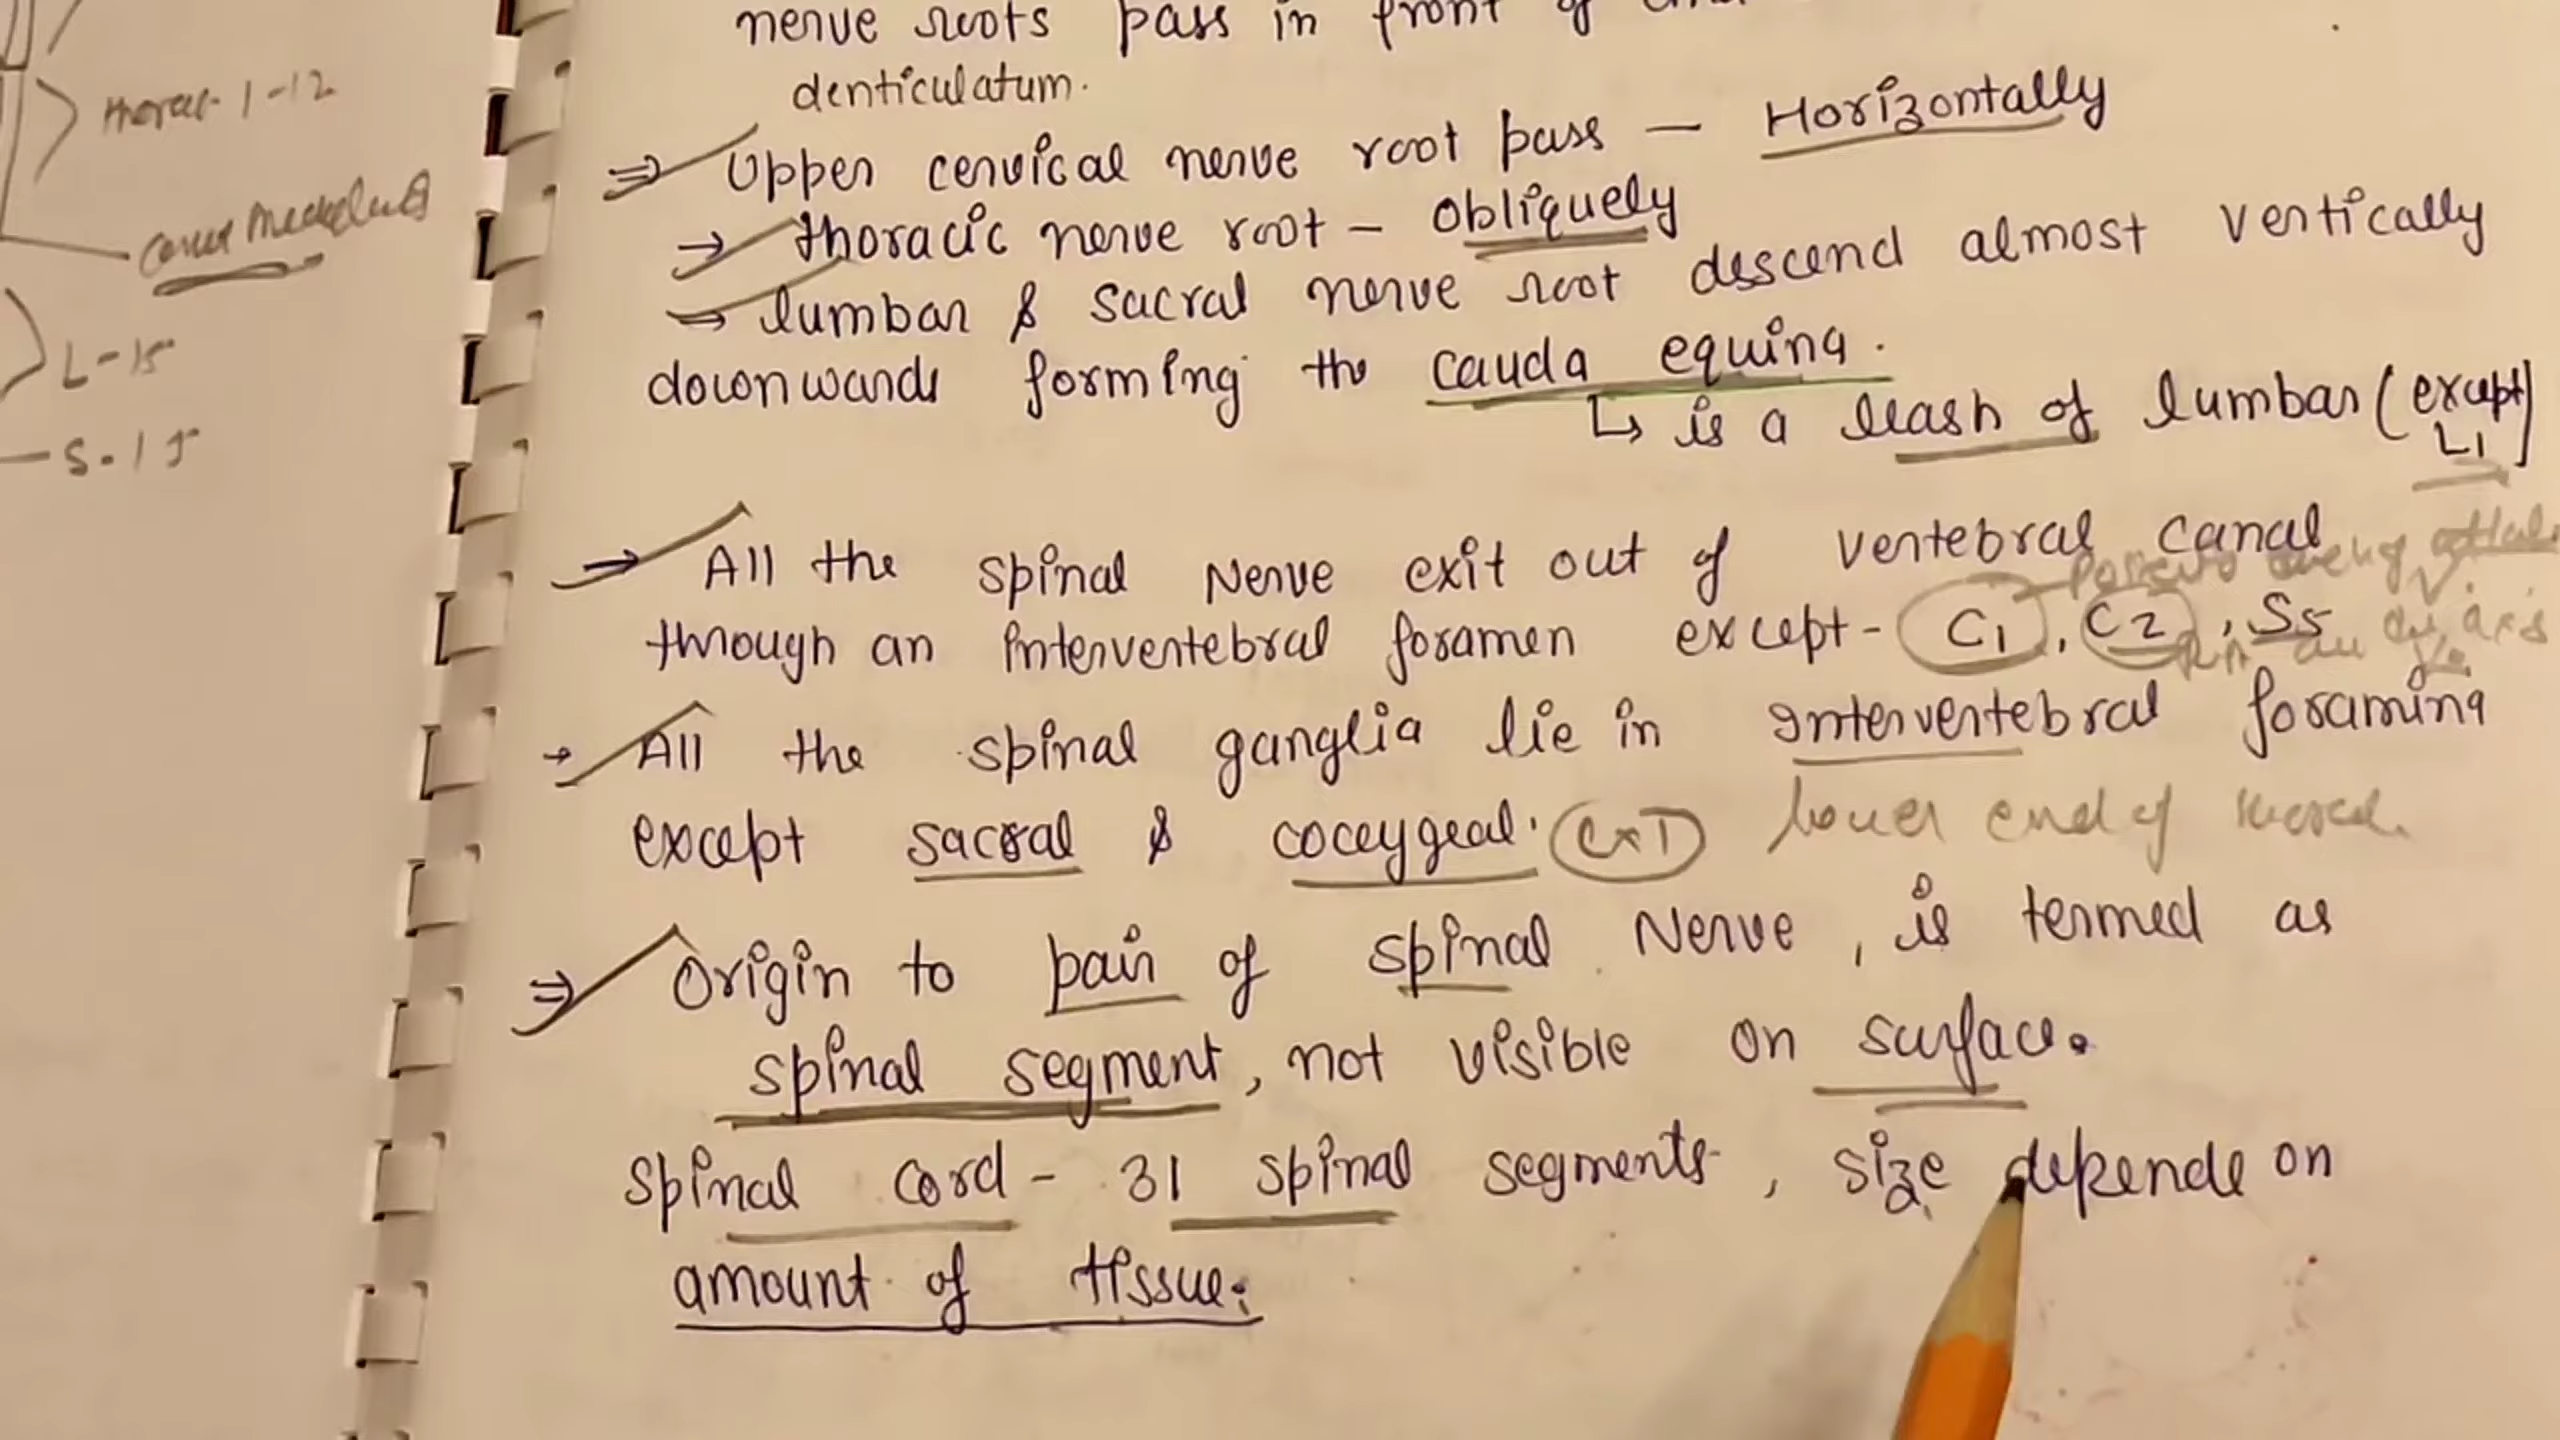 nerve roots pass in front of
denticulatum.
⇒ Upper cervical nerve root pass — Horizontally
→ thoracic nerve root – obliquely
→ lumbar & sacral nerve root descend almost vertically
downwards forming the cauda equina.
↳ is a leash of lumbar (except L1)
→ All the spinal Nerve exit out of vertebral canal
through an intervertebral foramen except - C1, C2, S5
→ All the spinal ganglia lie in Intervertebral foramina
except sacral & coccygeal.
lower end of
⇒ Origin to pair of spinal Nerve, is termed as
spinal segment, not visible on surface.
spinal cord - 31 spinal segments, size depends on
amount of tissue.
1-12
L-15
S-15